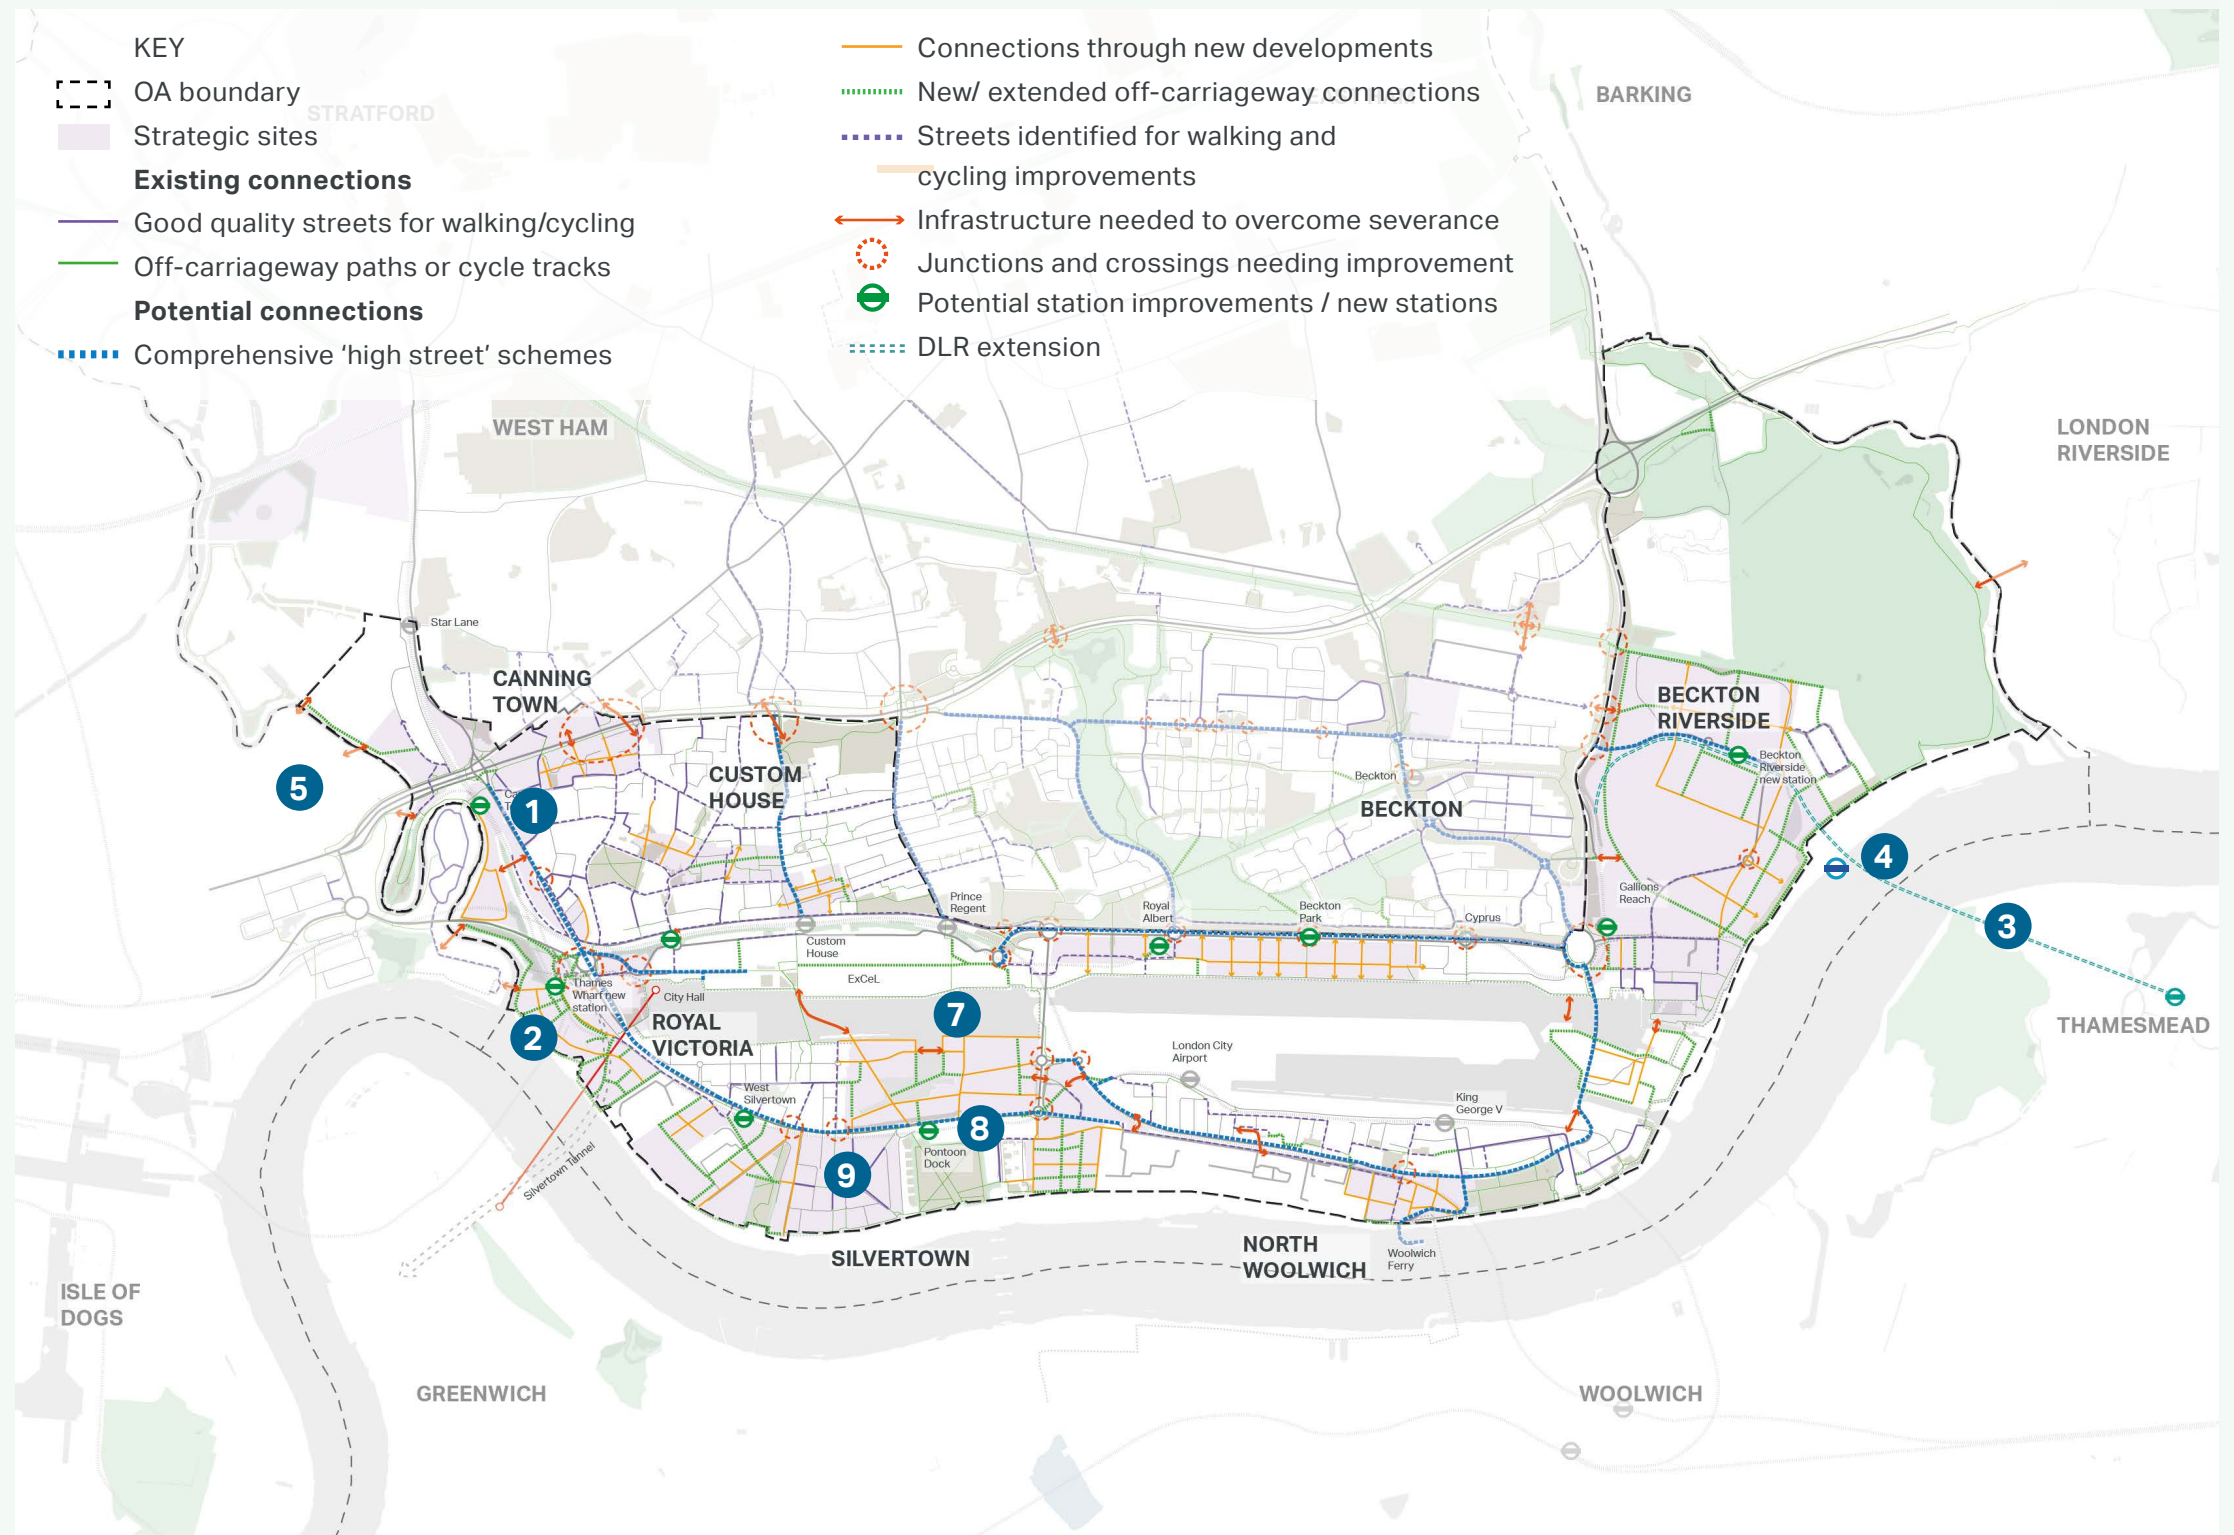 KEY
OA boundary
Strategic sites
Existing connections
Good quality streets for walking/cycling
Off-carriageway paths or cycle tracks
Potential connections
Comprehensive ‘high street’ schemes
Connections through new developments
New/ extended off-carriageway connections
Streets identified for walking and
cycling improvements
Infrastructure needed to overcome severance
Junctions and crossings needing improvement
Potential station improvements / new stations
DLR extension
STRATFORD
BARKING
WEST HAM
LONDON
RIVERSIDE
Star Lane
CANNING
TOWN
BECKTON
RIVERSIDE
Beckton
Riverside
new station
CUSTOM
HOUSE
Beckton
BECKTON
5
1
4
3
Prince
Regent
Royal
Albert
Beckton
Park
Cyprus
Gallions
Reach
Custom
House
ExCeL
Thames
Wharf new
station
City Hall
2
ROYAL
VICTORIA
7
THAMESMEAD
London City
Airport
West
Silvertown
King
George V
8
Pontoon
Dock
9
Silvertown Tunnel
SILVERTOWN
NORTH
WOOLWICH
Woolwich
Ferry
ISLE OF
DOGS
GREENWICH
WOOLWICH